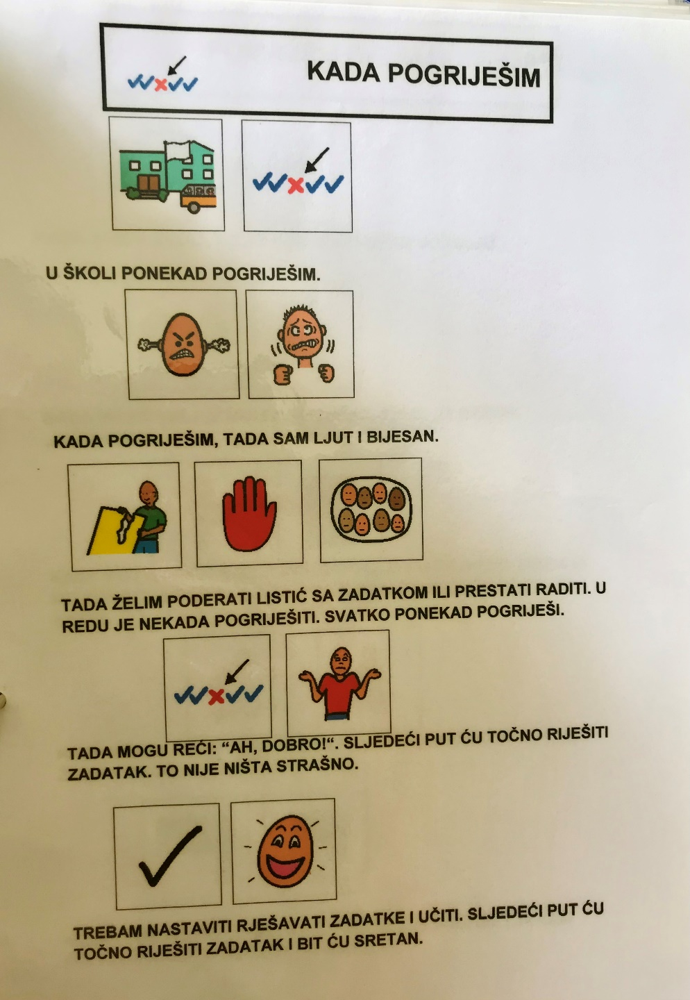 KADA POGRIJEŠIM
U ŠKOLI PONEKAD POGRIJEŠIM.
KADA POGRIJEŠIM, TADA SAM LJUT I BIJESAN.
TADA ŽELIM PODERATI LISTIĆ SA ZADATKOM ILI PRESTATI RADITI. U
REDU JE NEKADA POGRIJEŠITI. SVATKO PONEKAD POGRIJEŠI.
TADA MOGU REĆI: “AH, DOBRO!“. SLJEDEĆI PUT ĆU TOČNO RIJEŠITI
ZADATAK. TO NIJE NIŠTA STRAŠNO.
TREBAM NASTAVITI RJEŠAVATI ZADATKE I UČITI. SLJEDEĆI PUT ĆU
TOČNO RIJEŠITI ZADATAK I BIT ĆU SRETAN.